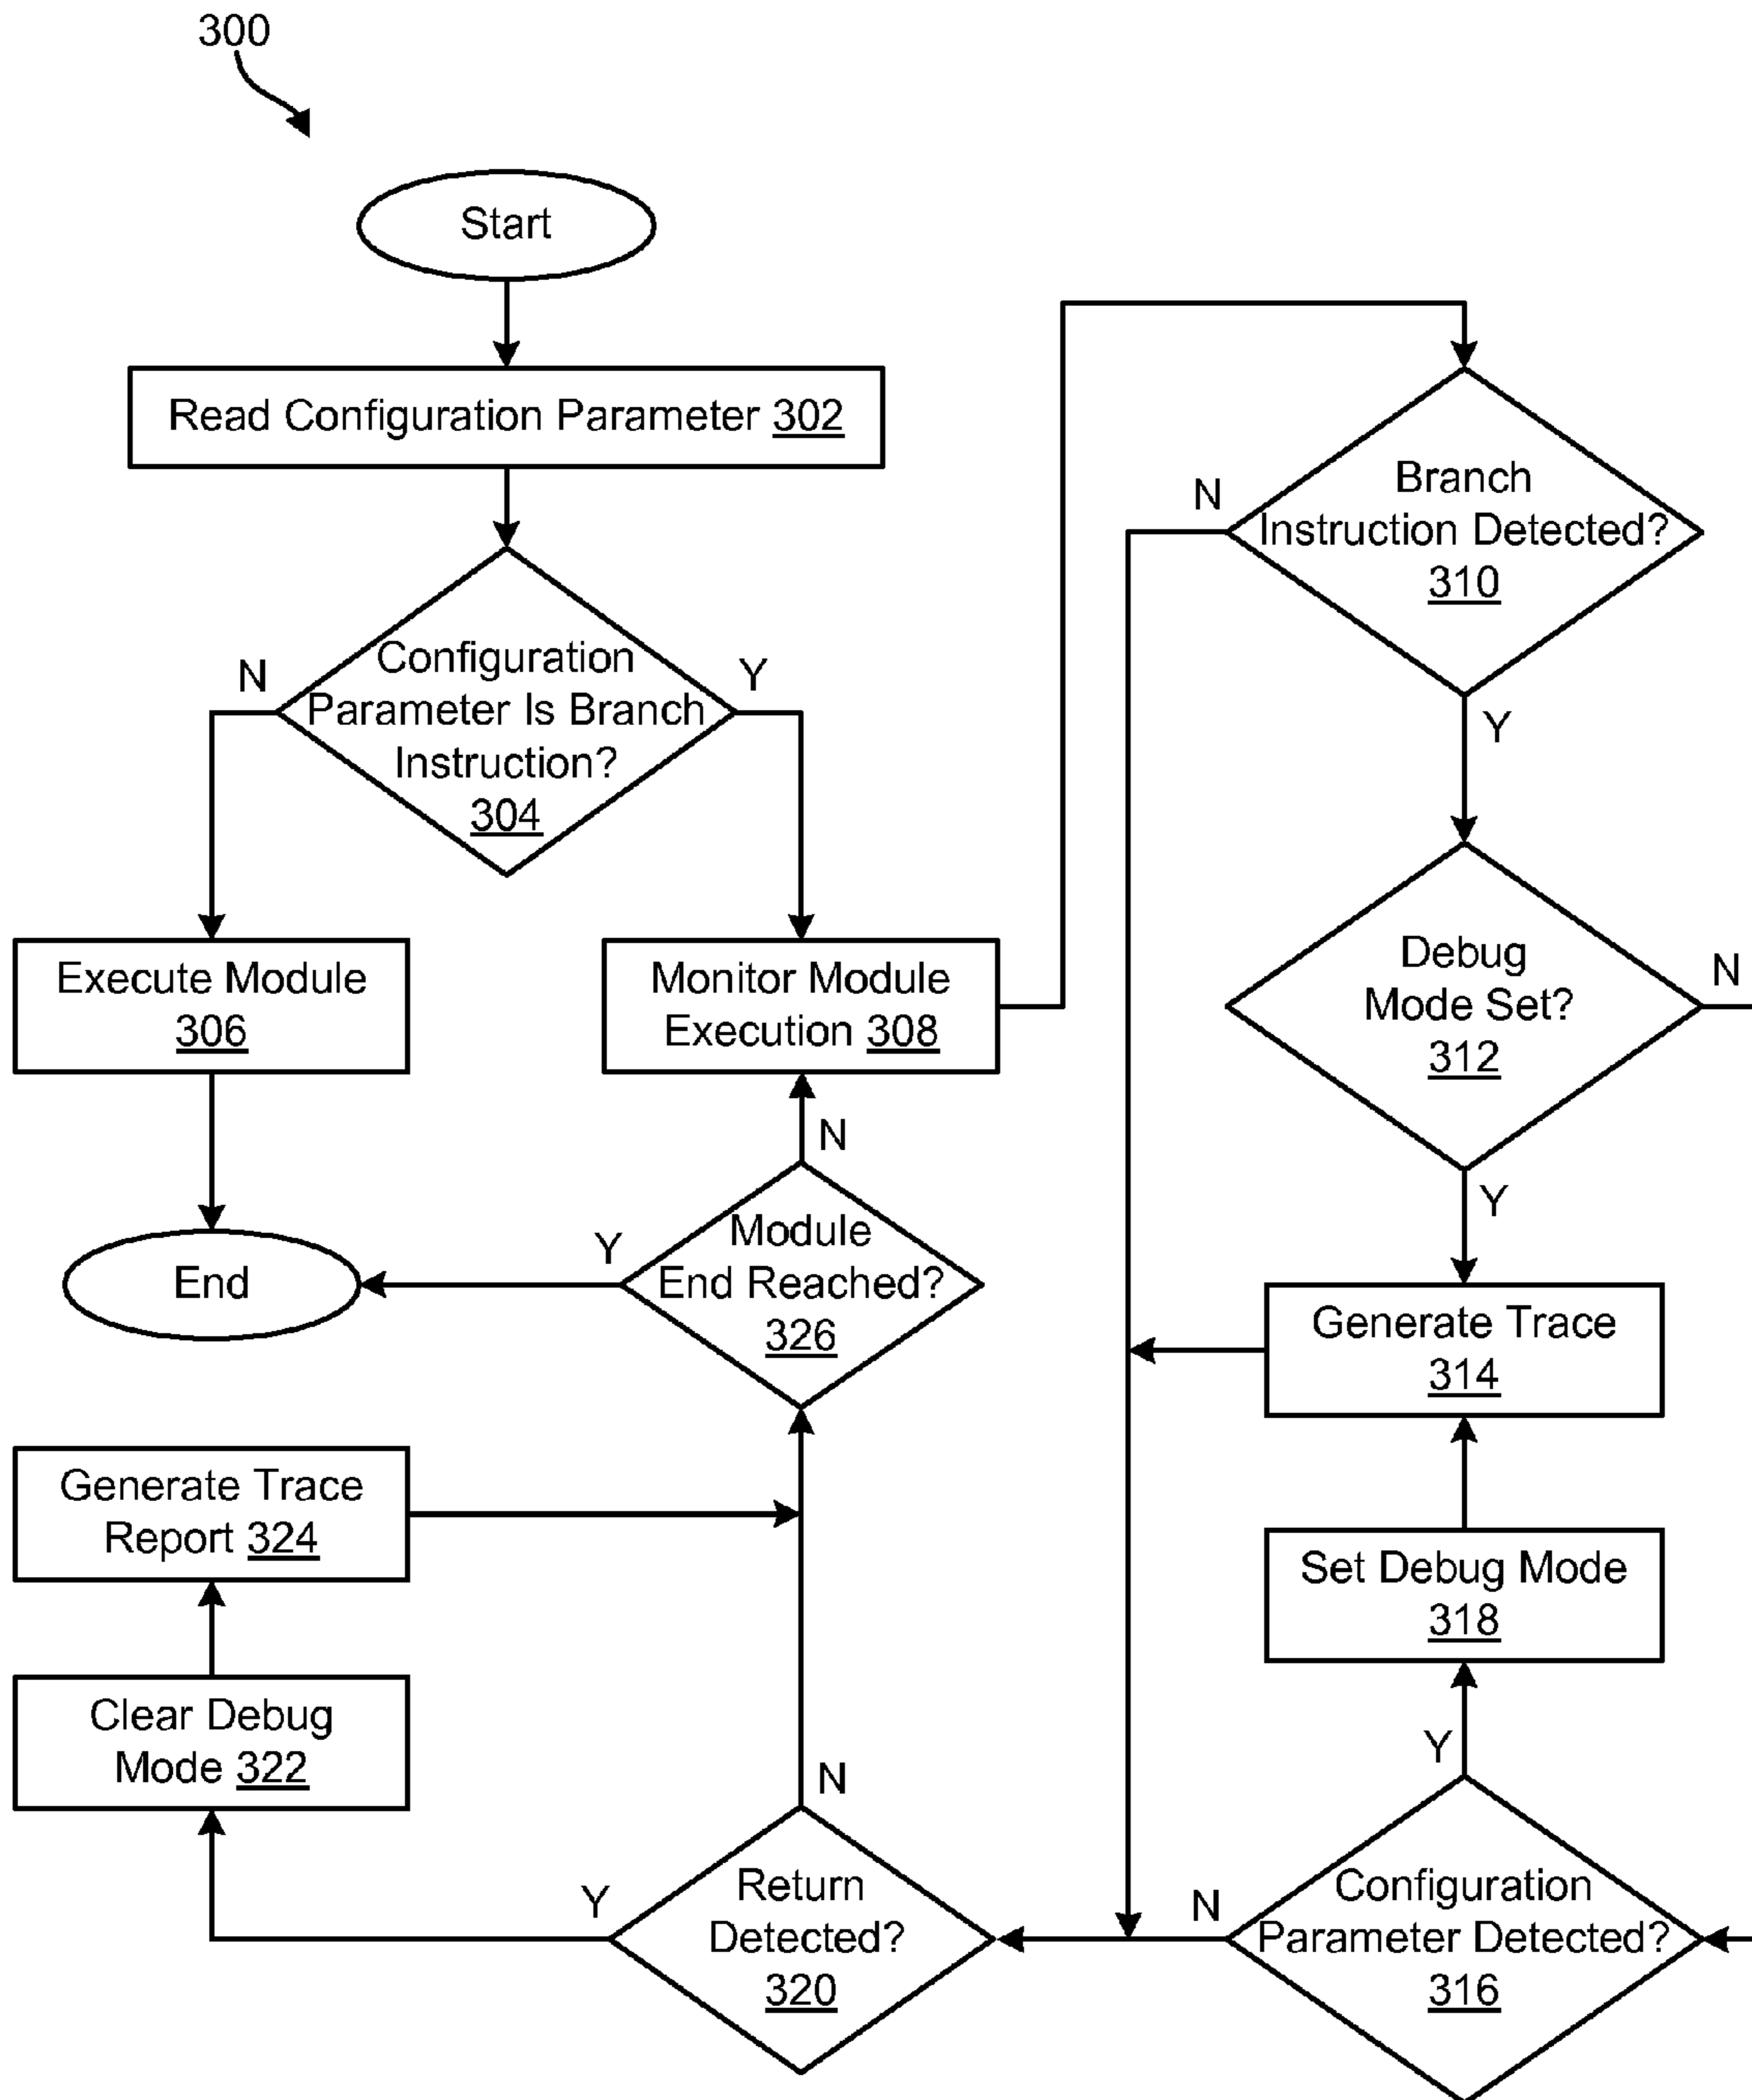 300
Start
Read Configuration Parameter 302
Configuration
Parameter Is Branch
Instruction?
304
N
Y
Execute Module
306
Monitor Module
Execution 308
Branch
Instruction Detected?
310
N
Y
Debug
Mode Set?
312
N
Y
Generate Trace
314
Set Debug Mode
318
Y
Configuration
Parameter Detected?
316
N
Return
Detected?
320
Y
N
Clear Debug
Mode 322
Generate Trace
Report 324
Module
End Reached?
326
N
Y
End